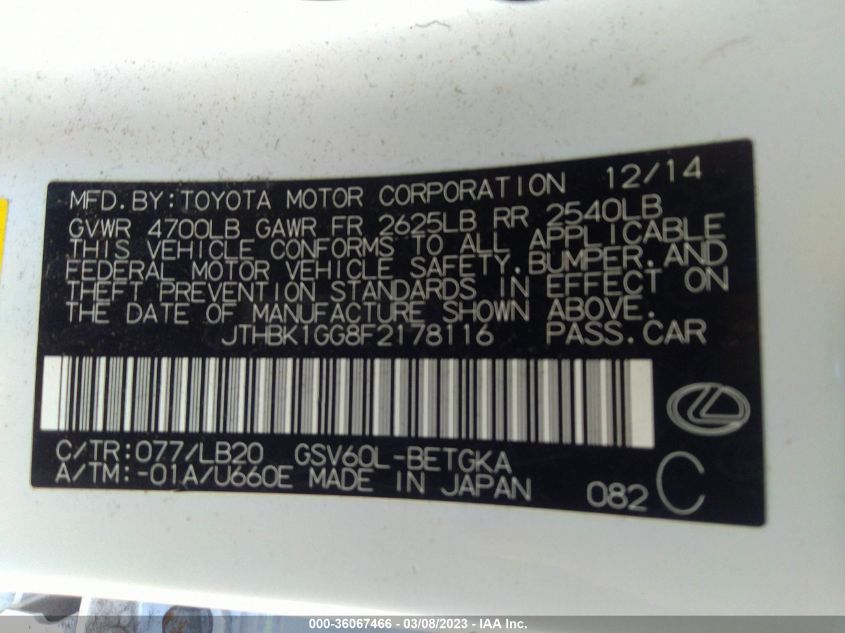 MFD. BY: TOYOTA MOTOR CORPORATION 12/14
GVWR 4700LB GAWR FR 2625LB RR 2540LB
THIS VEHICLE CONFORMS TO ALL APPLICABLE
FEDERAL MOTOR VEHICLE SAFETY, BUMPER, AND
THEFT PREVENTION STANDARDS IN EFFECT ON
THE DATE OF MANUFACTURE SHOWN ABOVE.
JTHBK1GG8F2178116 PASS. CAR
C/TR: 077/LB20 GSV60L-BETGKA
A/TM: -01A/U660E MADE IN JAPAN 082 C
000-36067466 — 03/08/2023 — IAA Inc.